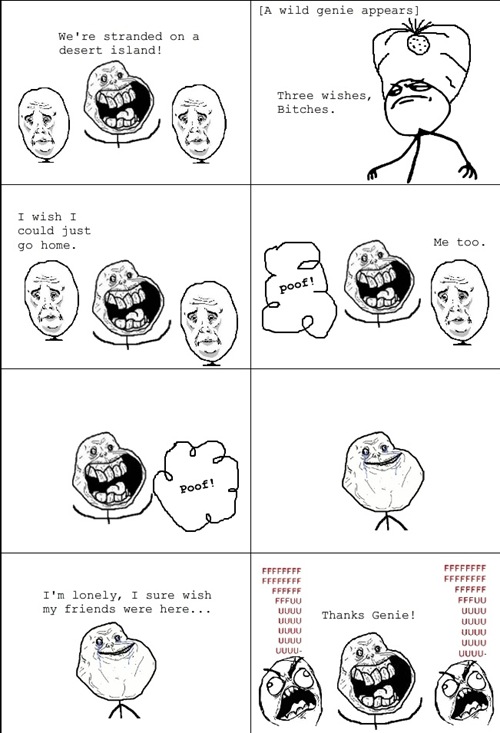 We're stranded on a
desert island!
[A wild genie appears]
Three wishes,
Bitches.
I wish I
could just
go home.
poof!
Me too.
Poof!
I'm lonely, I sure wish
my friends were here...
FFFFFFFF
FFFFFFFF
FFFFFF
FFFUU
UUUU
UUUU
UUUU
UUUU
UUUU-
Thanks Genie!
FFFFFFFF
FFFFFFFF
FFFFFF
FFFUU
UUUU
UUUU
UUUU
UUUU
UUUU-